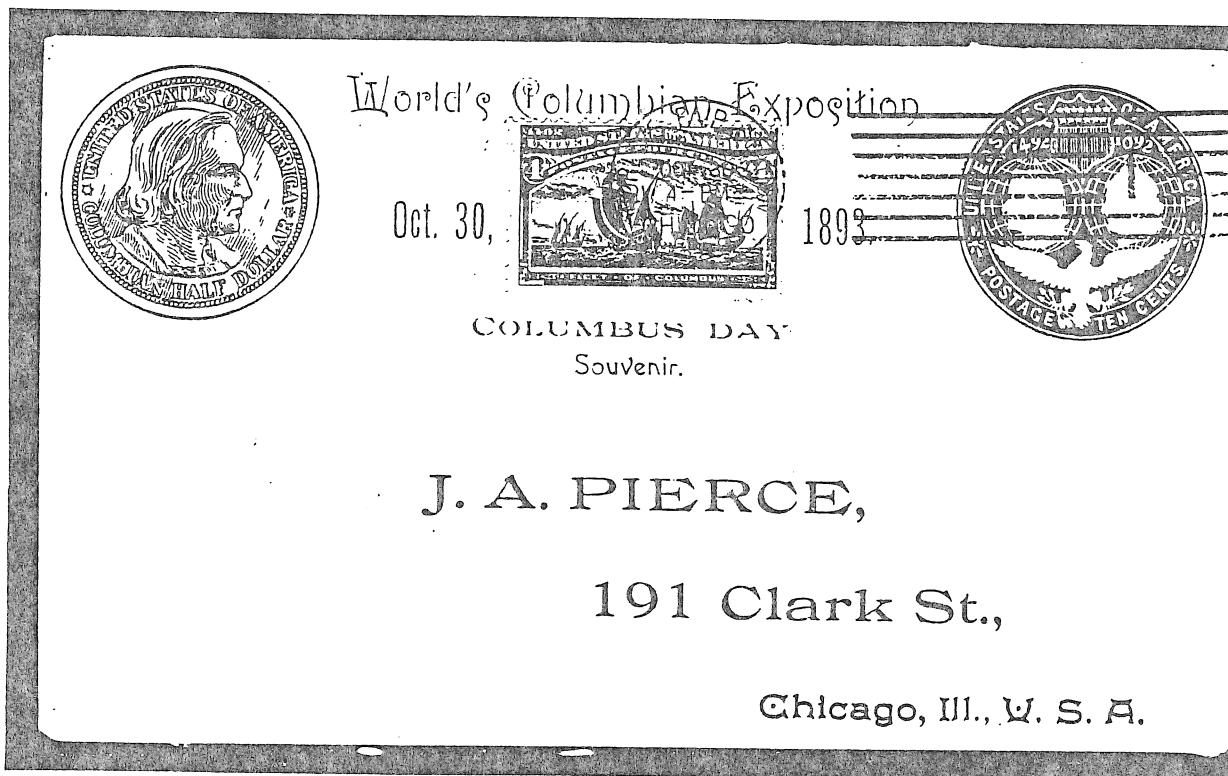 UNITED STATES OF AMERICA
COLUMBIAN HALF DOLLAR
World's Columbian Exposition
Oct. 30,
1893
UNITED STATES OF AMERICA
1492
POSTAGE TEN CENTS
COLUMBUS DAY
Souvenir.
J. A. PIERCE,
191 Clark St.,
Chicago, Ill., U. S. A.